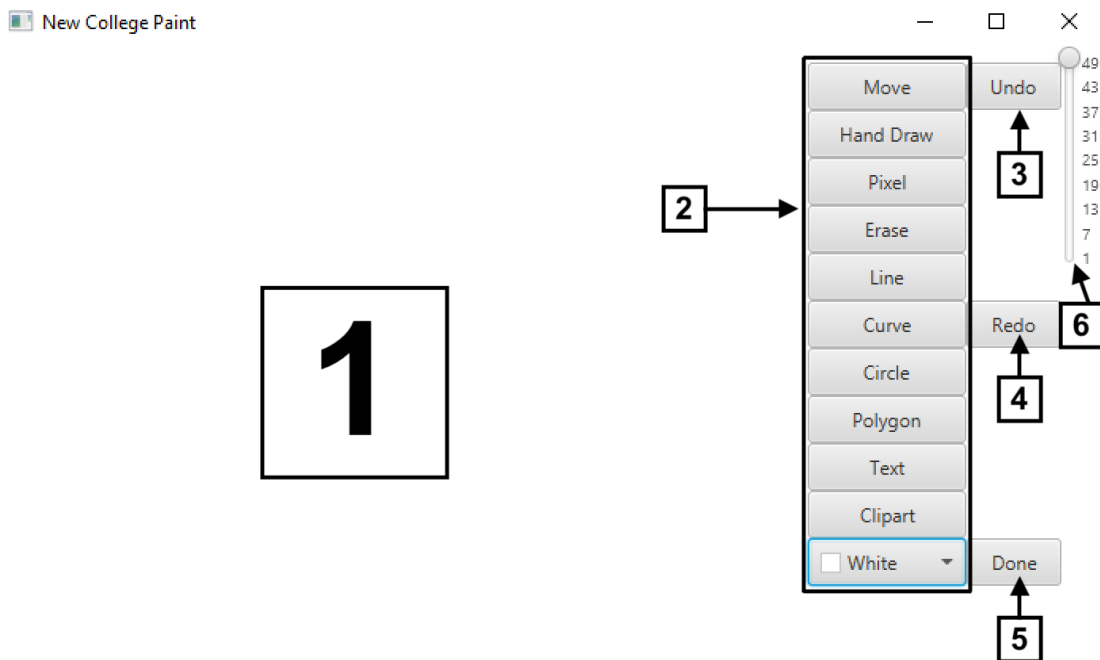 New College Paint
49
Move Undo 43
37
Hand Draw 31
25
3
Pixel 19
2
13
Erase 7
1
Line
1
Curve Redo 6
Circle
4
Polygon
Text
Clipart
White Done
5